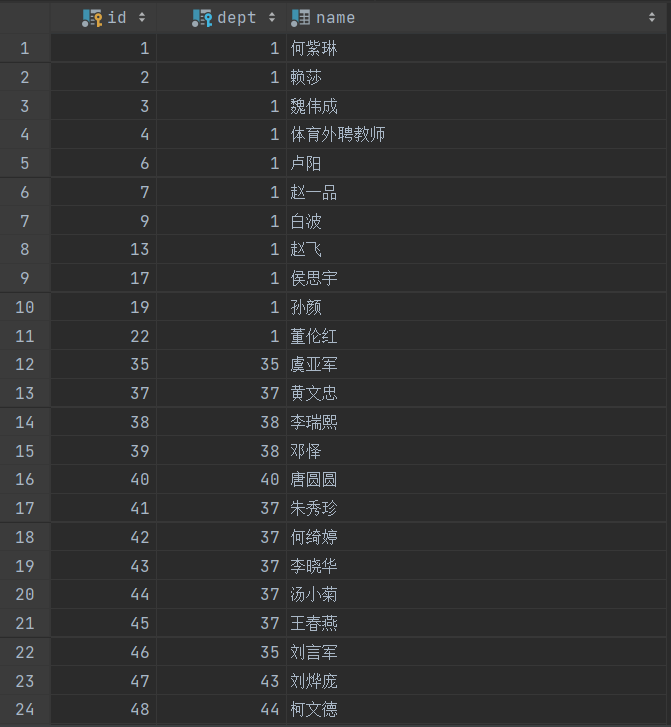 id dept name
1 1 1 何紫琳
2 2 1 赖莎
3 3 1 魏伟成
4 4 1 体育外聘教师
5 6 1 卢阳
6 7 1 赵一品
7 9 1 白波
8 13 1 赵飞
9 17 1 侯思宇
10 19 1 孙颜
11 22 1 董伦红
12 35 35 虞亚军
13 37 37 黄文忠
14 38 38 李瑞熙
15 39 38 邓怿
16 40 40 唐圆圆
17 41 37 朱秀珍
18 42 37 何绮婷
19 43 37 李晓华
20 44 37 汤小菊
21 45 37 王春燕
22 46 35 刘言军
23 47 43 刘烨庞
24 48 44 柯文德